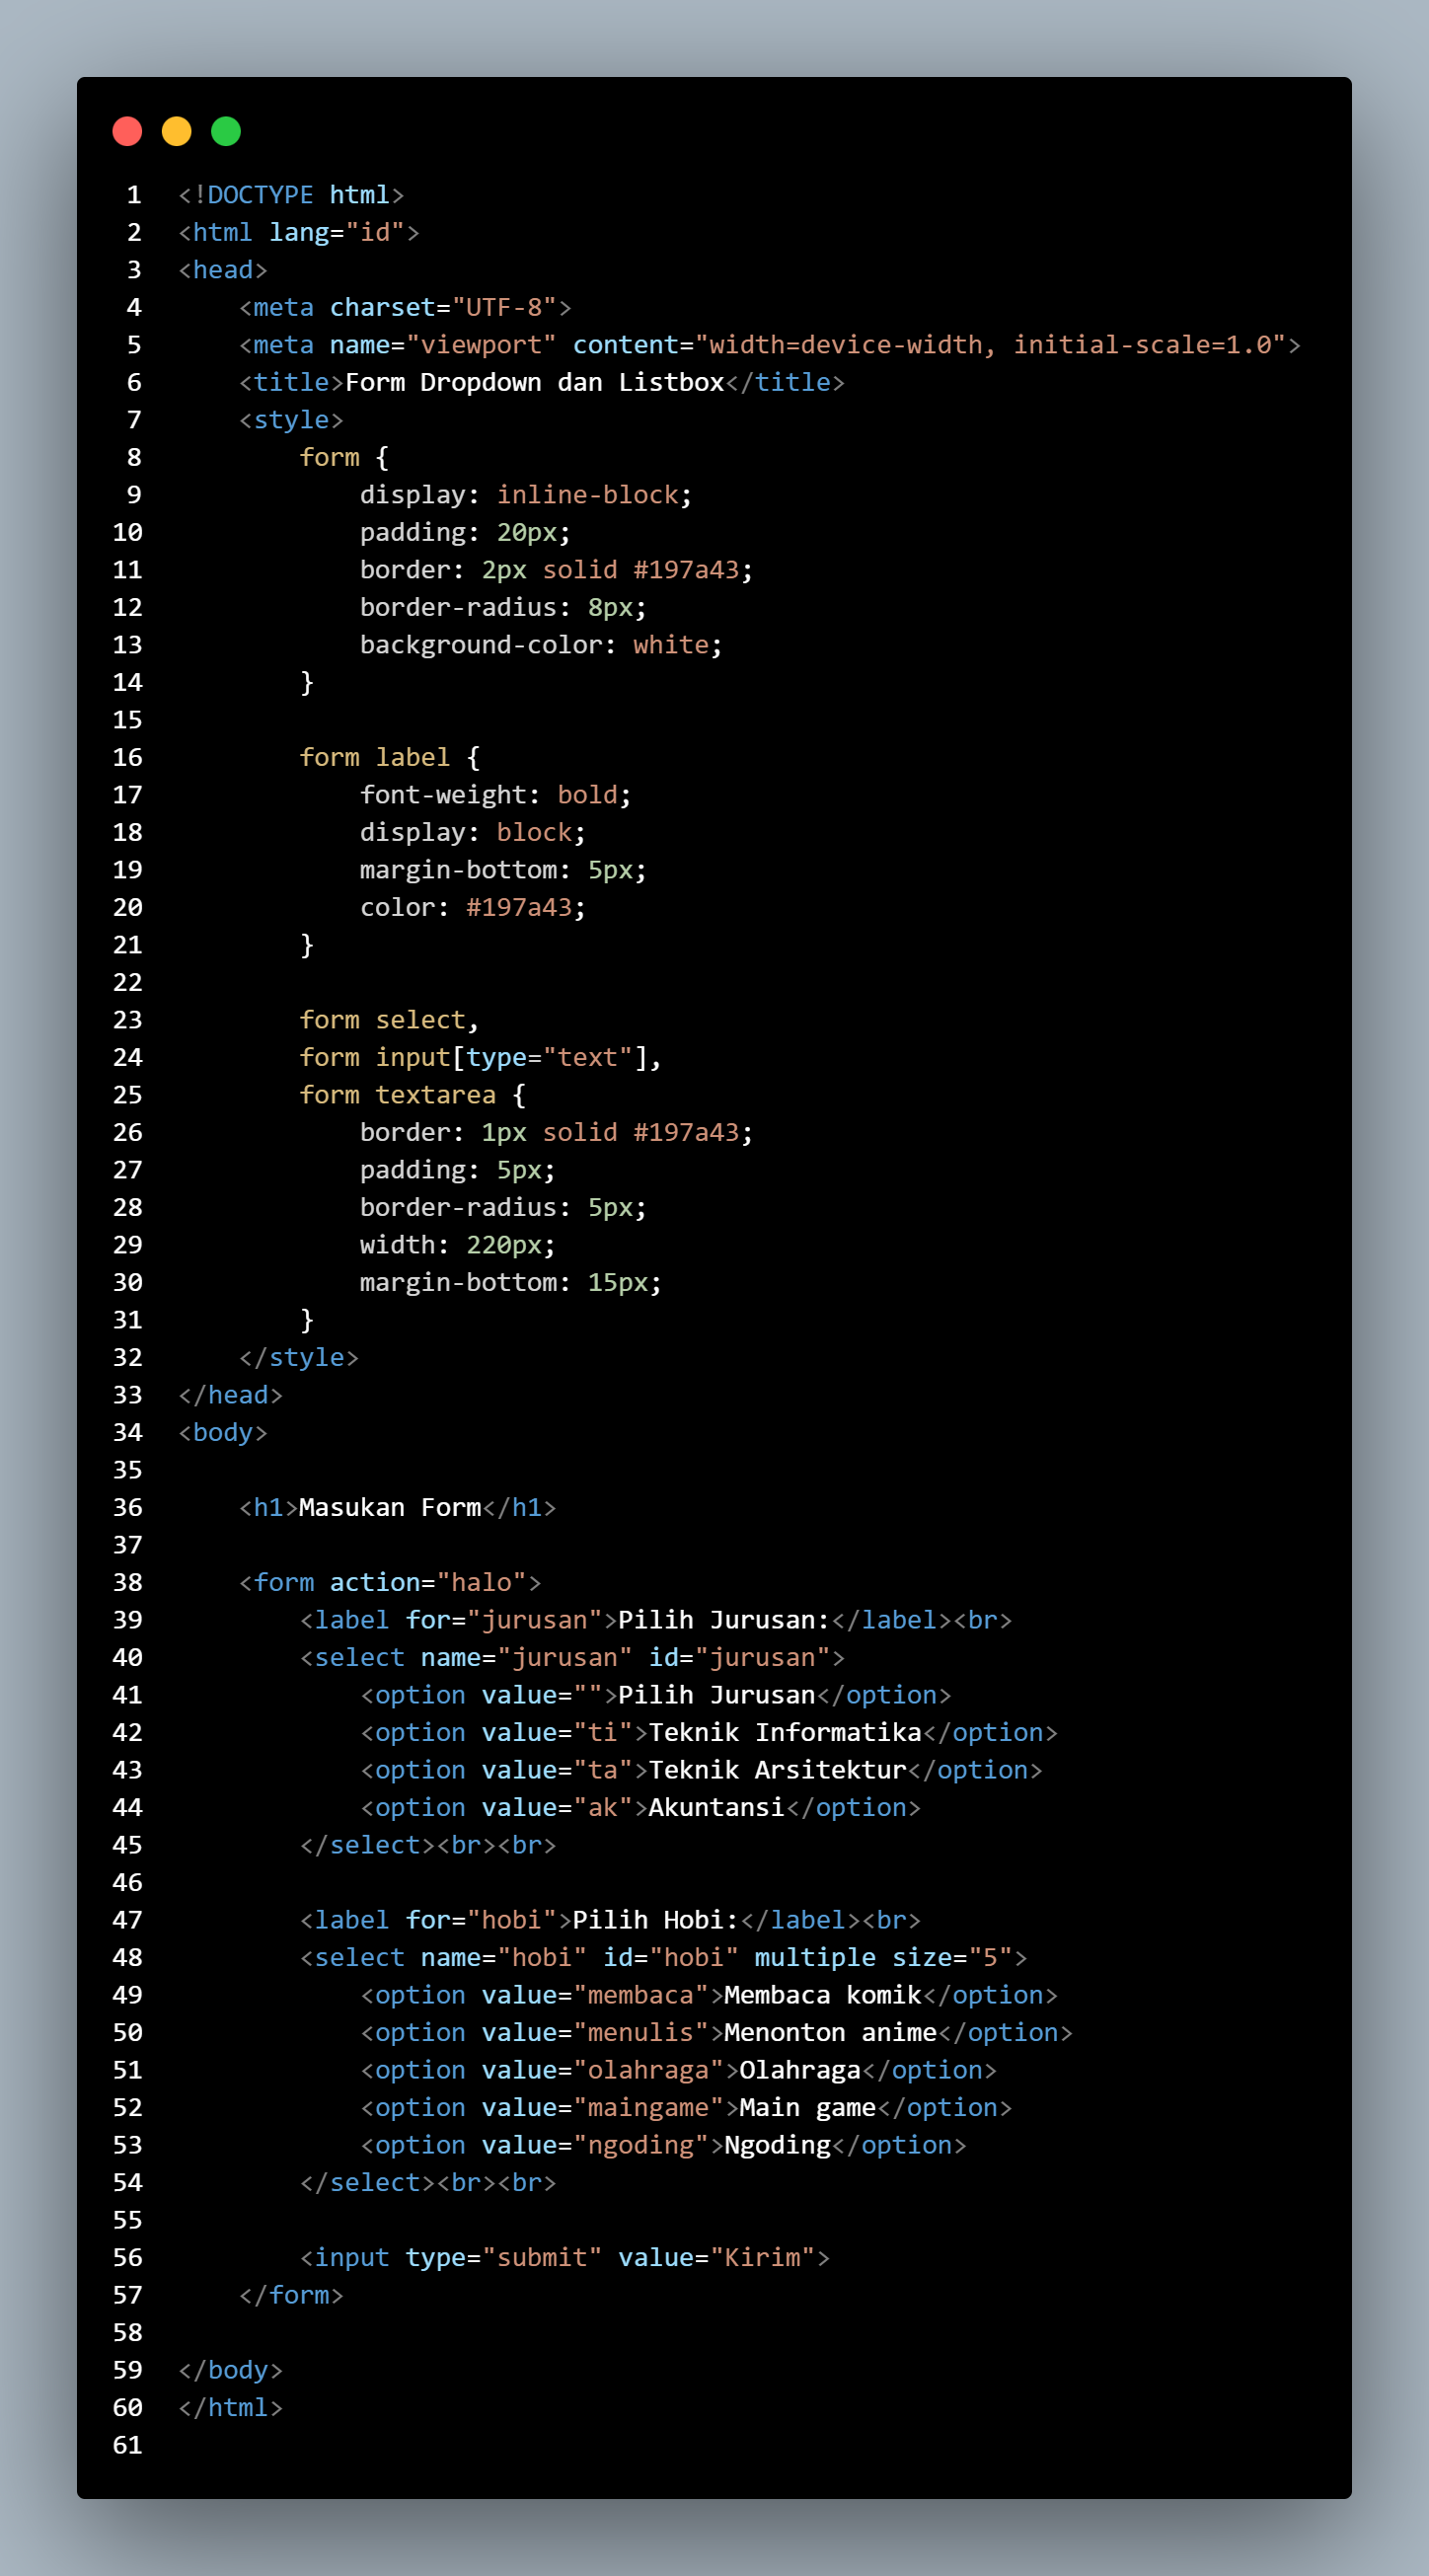 1 <!DOCTYPE html>
2 <html lang="id">
3 <head>
4     <meta charset="UTF-8">
5     <meta name="viewport" content="width=device-width, initial-scale=1.0">
6     <title>Form Dropdown dan Listbox</title>
7     <style>
8         form {
9             display: inline-block;
10             padding: 20px;
11             border: 2px solid #197a43;
12             border-radius: 8px;
13             background-color: white;
14         }
15
16         form label {
17             font-weight: bold;
18             display: block;
19             margin-bottom: 5px;
20             color: #197a43;
21         }
22
23         form select,
24         form input[type="text"],
25         form textarea {
26             border: 1px solid #197a43;
27             padding: 5px;
28             border-radius: 5px;
29             width: 220px;
30             margin-bottom: 15px;
31         }
32     </style>
33 </head>
34 <body>
35
36     <h1>Masukan Form</h1>
37
38     <form action="halo">
39         <label for="jurusan">Pilih Jurusan:</label><br>
40         <select name="jurusan" id="jurusan">
41             <option value="">Pilih Jurusan</option>
42             <option value="ti">Teknik Informatika</option>
43             <option value="ta">Teknik Arsitektur</option>
44             <option value="ak">Akuntansi</option>
45         </select><br><br>
46
47         <label for="hobi">Pilih Hobi:</label><br>
48         <select name="hobi" id="hobi" multiple size="5">
49             <option value="membaca">Membaca komik</option>
50             <option value="menulis">Menonton anime</option>
51             <option value="olahraga">Olahraga</option>
52             <option value="maingame">Main game</option>
53             <option value="ngoding">Ngoding</option>
54         </select><br><br>
55
56         <input type="submit" value="Kirim">
57     </form>
58
59 </body>
60 </html>
61